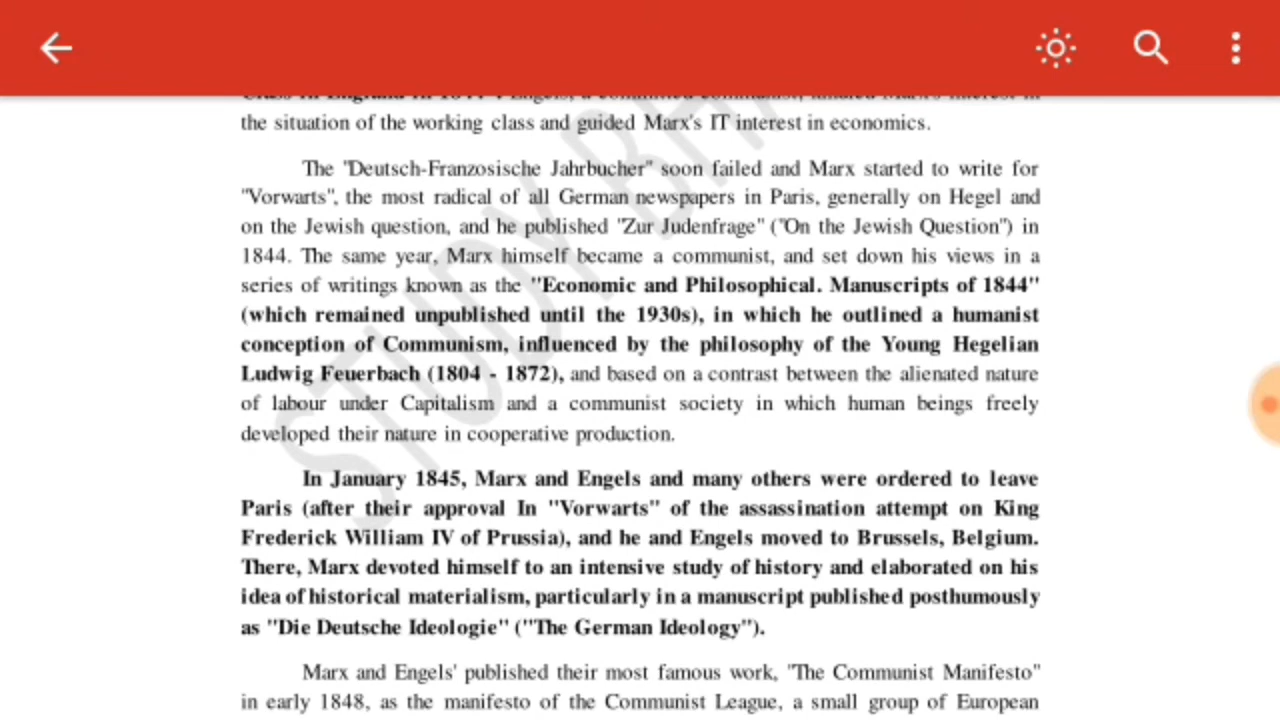 the situation of the working class and guided Marx's IT interest in economics.
The "Deutsch-Franzosische Jahrbucher" soon failed and Marx started to write for
"Vorwarts", the most radical of all German newspapers in Paris, generally on Hegel and
on the Jewish question, and he published "Zur Judenfrage" ("On the Jewish Question") in
1844. The same year, Marx himself became a communist, and set down his views in a
series of writings known as the "Economic and Philosophical. Manuscripts of 1844"
(which remained unpublished until the 1930s), in which he outlined a humanist
conception of Communism, influenced by the philosophy of the Young Hegelian
Ludwig Feuerbach (1804 - 1872), and based on a contrast between the alienated nature
of labour under Capitalism and a communist society in which human beings freely
developed their nature in cooperative production.
In January 1845, Marx and Engels and many others were ordered to leave
Paris (after their approval In "Vorwarts" of the assassination attempt on King
Frederick William IV of Prussia), and he and Engels moved to Brussels, Belgium.
There, Marx devoted himself to an intensive study of history and elaborated on his
idea of historical materialism, particularly in a manuscript published posthumously
as "Die Deutsche Ideologie" ("The German Ideology").
Marx and Engels' published their most famous work, "The Communist Manifesto"
in early 1848, as the manifesto of the Communist League, a small group of European
STUDY